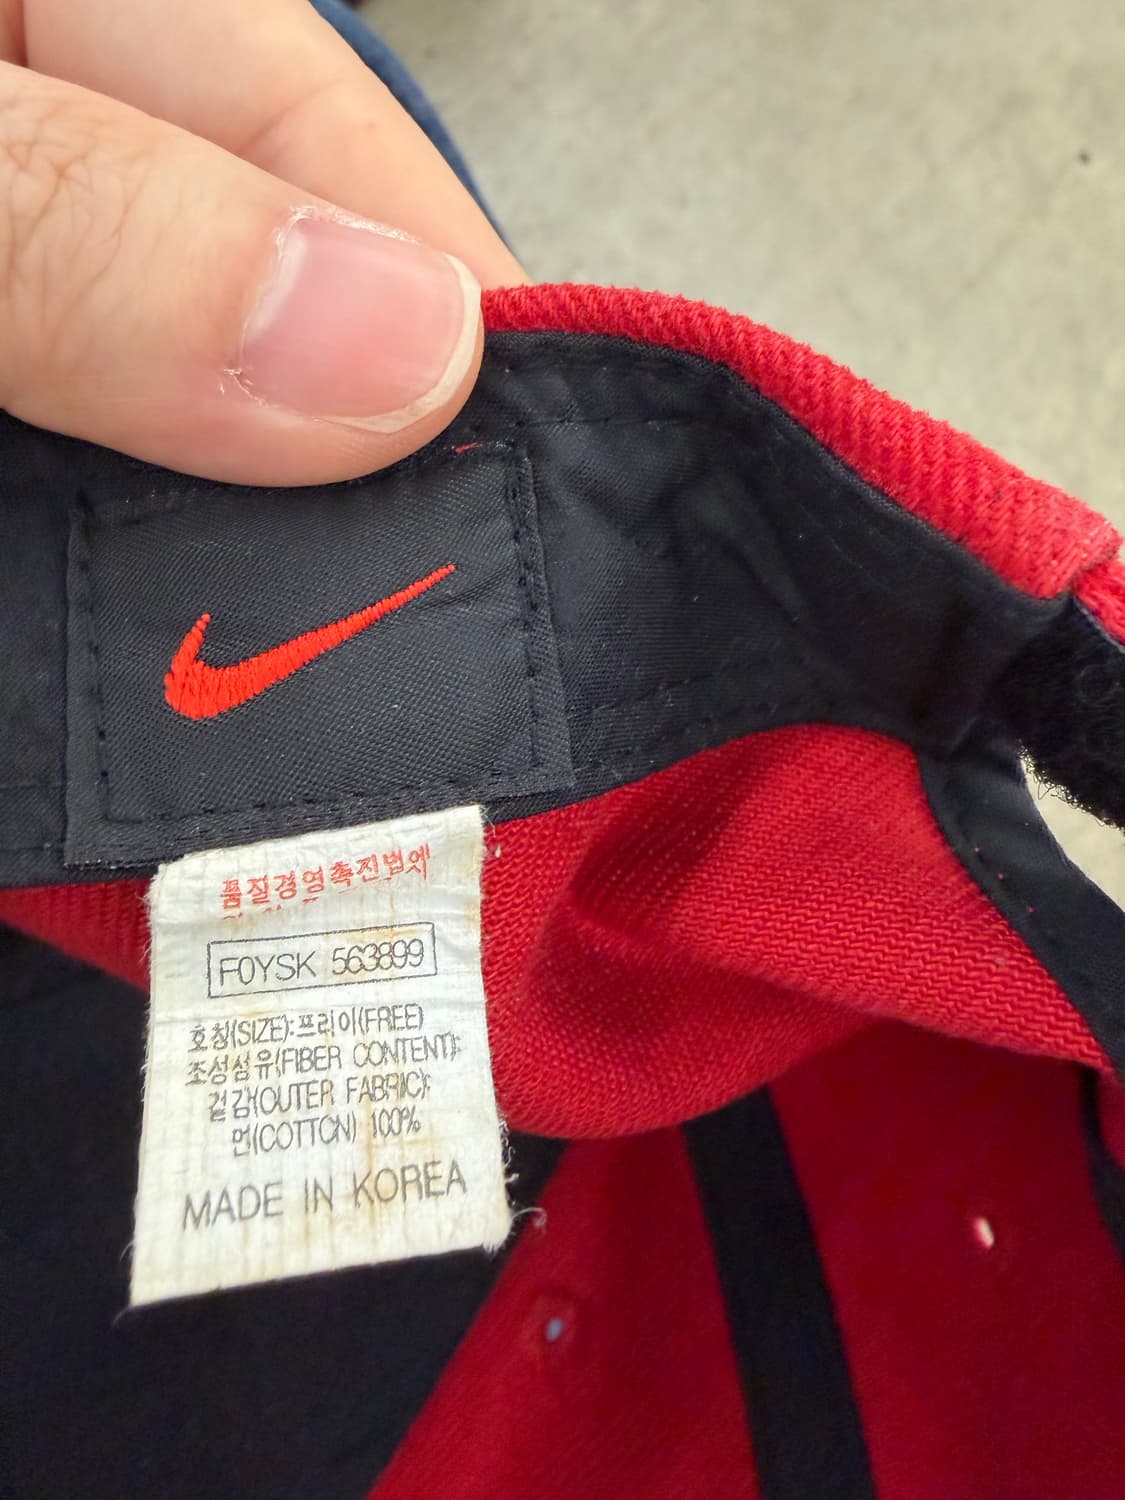 품질경영촉진법에
FOYSK 563899
호칭(SIZE):프리이(FREE)
조성섬유(FIBER CONTENT):
겉감(OUTER FABRIC):
면(COTTON) 100%
MADE IN KOREA